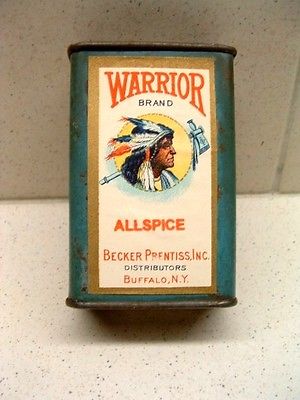 WARRIOR
BRAND
ALLSPICE
BECKER PRENTISS, INC.
DISTRIBUTORS
BUFFALO, N.Y.